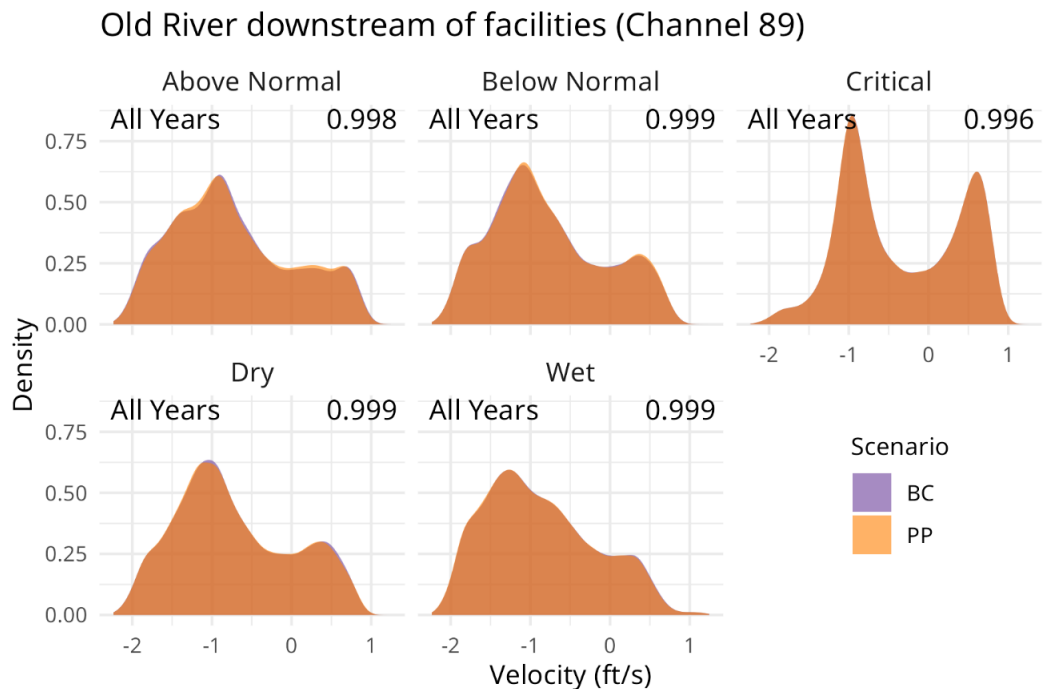 Old River downstream of facilities (Channel 89)
Above Normal
Below Normal
Critical
All Years 0.998
All Years 0.999
All Years 0.996
0.75
0.50
0.25
0.00
-2 -1 0 1
Density
Dry
Wet
All Years 0.999
All Years 0.999
0.75
0.50
0.25
0.00
-2 -1 0 1
-2 -1 0 1
Velocity (ft/s)
Scenario
BC
PP